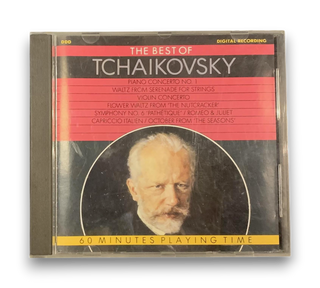 DDD
DIGITAL RECORDING
THE BEST OF
TCHAIKOVSKY
PIANO CONCERTO NO. 1
WALTZ FROM SERENADE FOR STRINGS
VIOLIN CONCERTO
FLOWER WALTZ FROM "THE NUTCRACKER"
SYMPHONY NO. 6 "PATHETIQUE" / ROMEO & JULIET
CAPRICCIO ITALIEN / OCTOBER FROM "THE SEASONS"
60 MINUTES PLAYING TIME